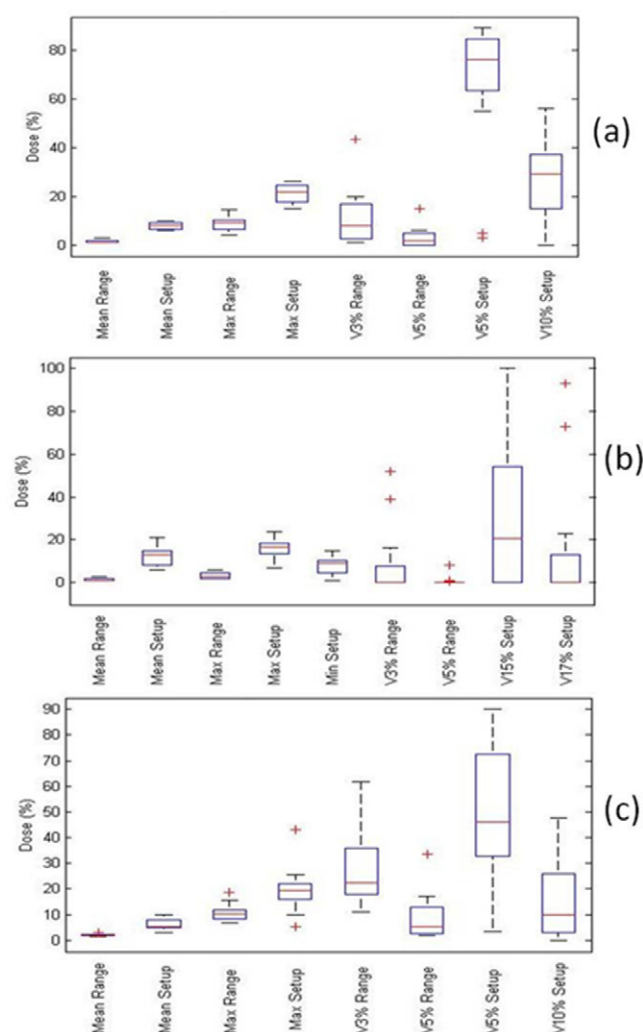 80
60
40
20
0
Dose (%)
(a)
Mean Range
Mean Setup
Max Range
Max Setup
V3% Range
V5% Range
V5% Setup
V10% Setup
100
80
60
40
20
0
Dose (%)
(b)
Mean Range
Mean Setup
Max Range
Max Setup
Min Setup
V3% Range
V5% Range
V15% Setup
V17% Setup
90
80
70
60
50
40
30
20
10
0
Dose (%)
(c)
Mean Range
Mean Setup
Max Range
Max Setup
V3% Range
V5% Range
V5% Setup
V10% Setup